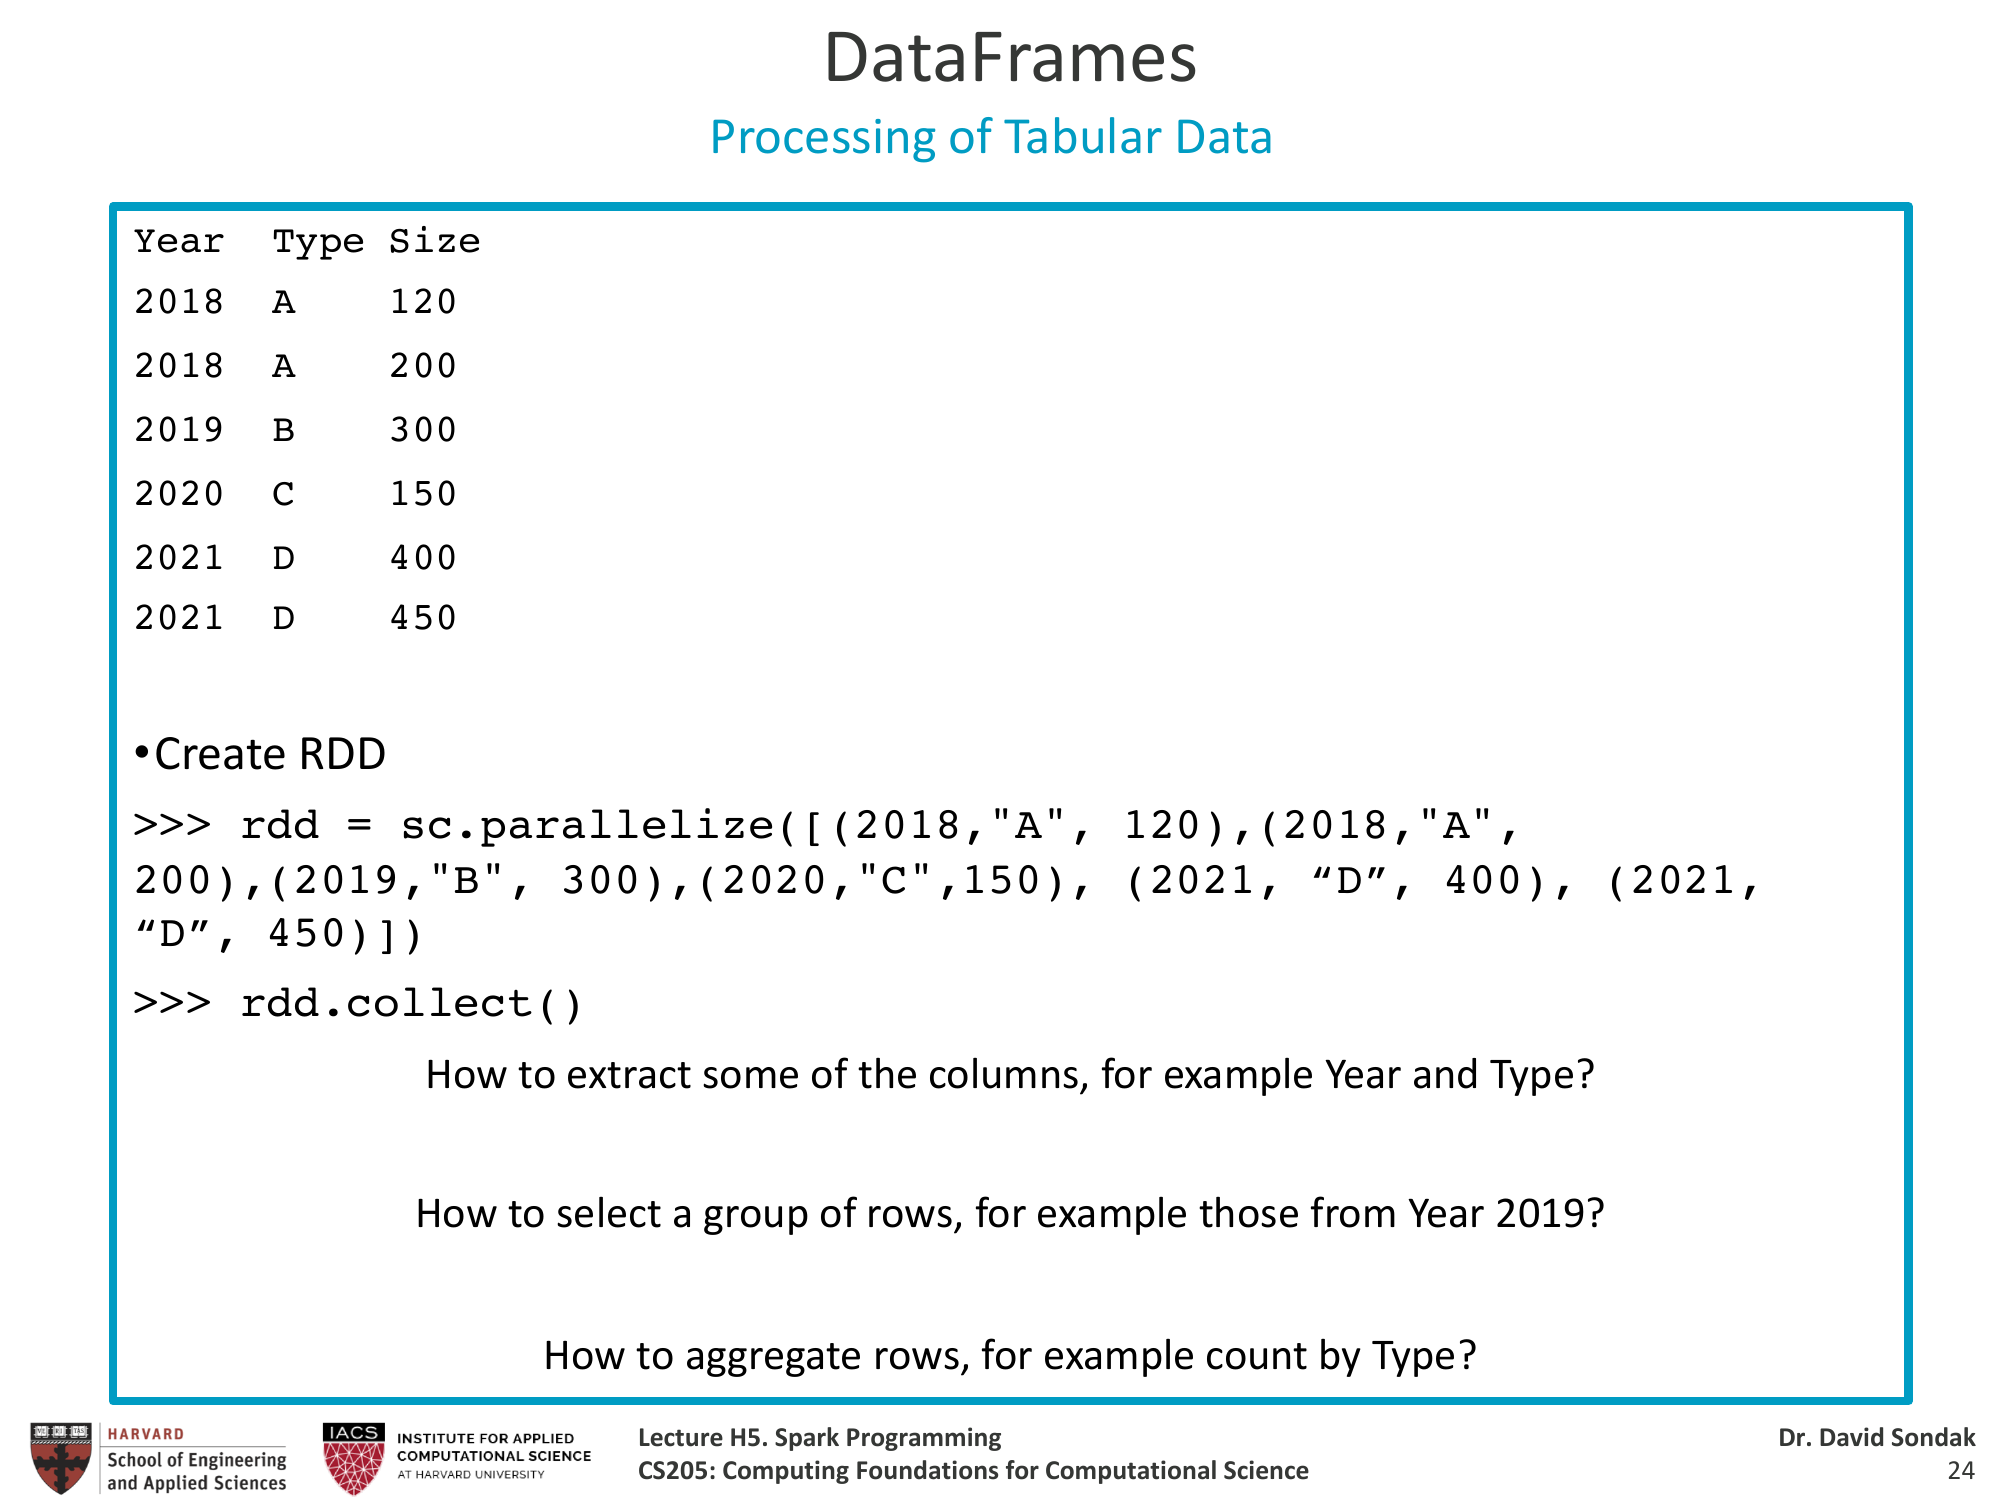 DataFrames
Processing of Tabular Data
Year Type Size
2018 A 120
2018 A 200
2019 B 300
2020 C 150
2021 D 400
2021 D 450
•Create RDD
>>> rdd = sc.parallelize([(2018,"A", 120),(2018,"A",
200),(2019,"B", 300),(2020,"C",150), (2021, “D”, 400), (2021,
“D”, 450)])
>>> rdd.collect()
How to extract some of the columns, for example Year and Type?
How to select a group of rows, for example those from Year 2019?
How to aggregate rows, for example count by Type?
HARVARD
School of Engineering
and Applied Sciences
IACS
INSTITUTE FOR APPLIED
COMPUTATIONAL SCIENCE
AT HARVARD UNIVERSITY
Lecture H5. Spark Programming
CS205: Computing Foundations for Computational Science
Dr. David Sondak
24